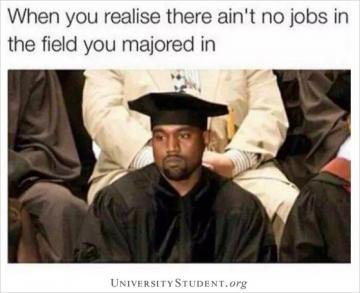 When you realise there ain't no jobs in
the field you majored in
UNIVERSITYSTUDENT.org